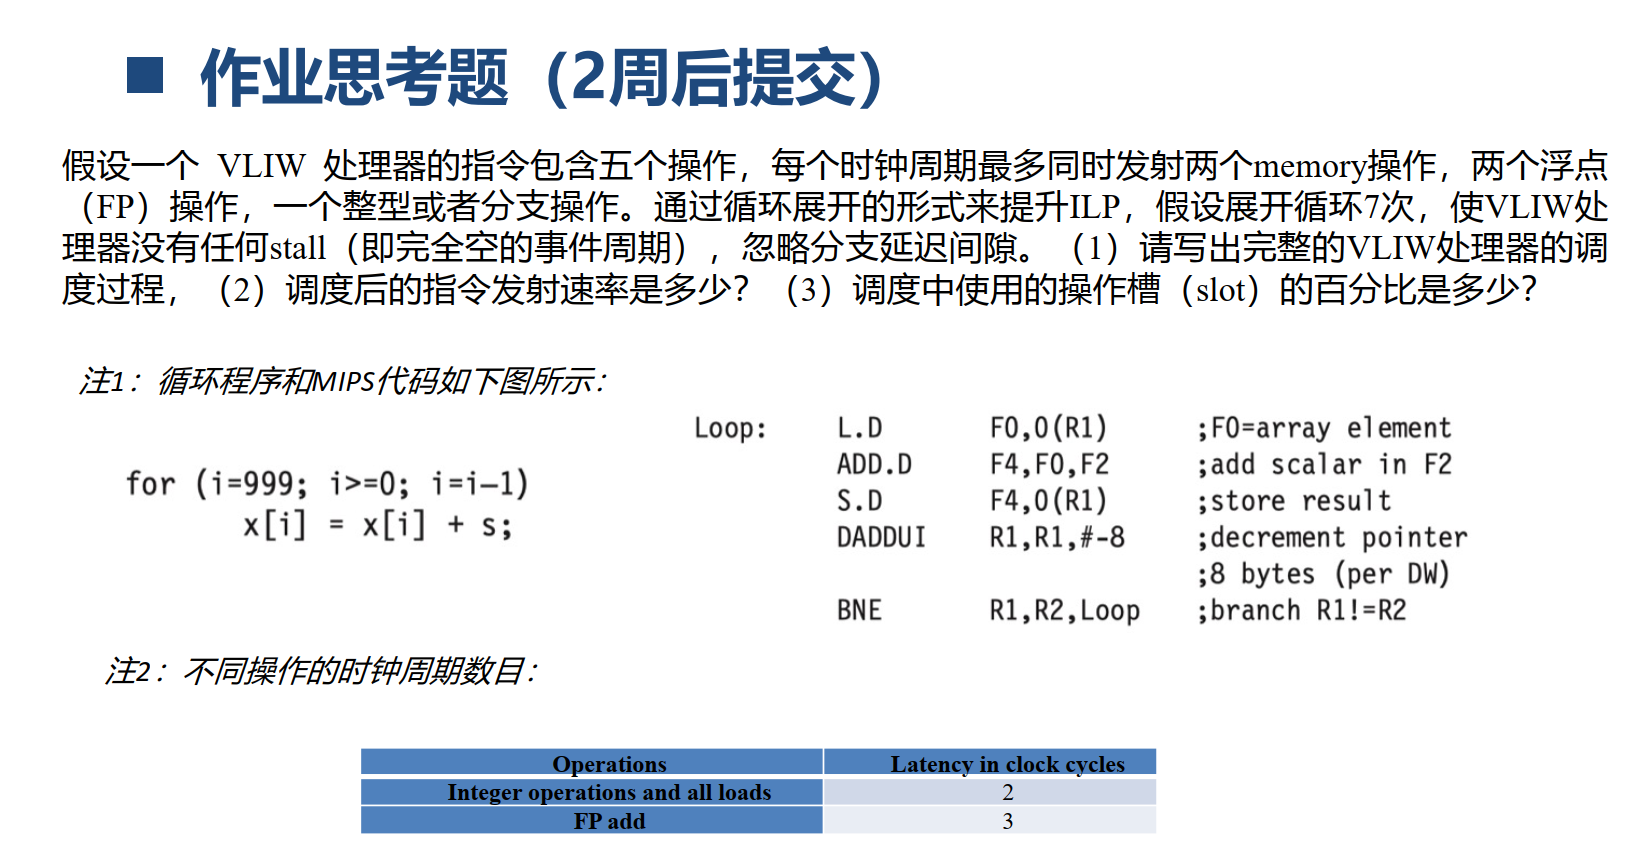 作业思考题（2周后提交）
假设一个 VLIW 处理器的指令包含五个操作，每个时钟周期最多同时发射两个memory操作，两个浮点
（FP）操作，一个整型或者分支操作。通过循环展开的形式来提升ILP，假设展开循环7次，使VLIW处
理器没有任何stall（即完全空的事件周期），忽略分支延迟间隙。（1）请写出完整的VLIW处理器的调
度过程，（2）调度后的指令发射速率是多少？（3）调度中使用的操作槽（slot）的百分比是多少？
注1：循环程序和MIPS代码如下图所示：
for (i=999; i>=0; i=i–1)
x[i] = x[i] + s;
Loop: L.D F0,0(R1) ;F0=array element
ADD.D F4,F0,F2 ;add scalar in F2
S.D F4,0(R1) ;store result
DADDUI R1,R1,#-8 ;decrement pointer
;8 bytes (per DW)
BNE R1,R2,Loop ;branch R1!=R2
注2：不同操作的时钟周期数目：
Operations Latency in clock cycles
Integer operations and all loads 2
FP add 3